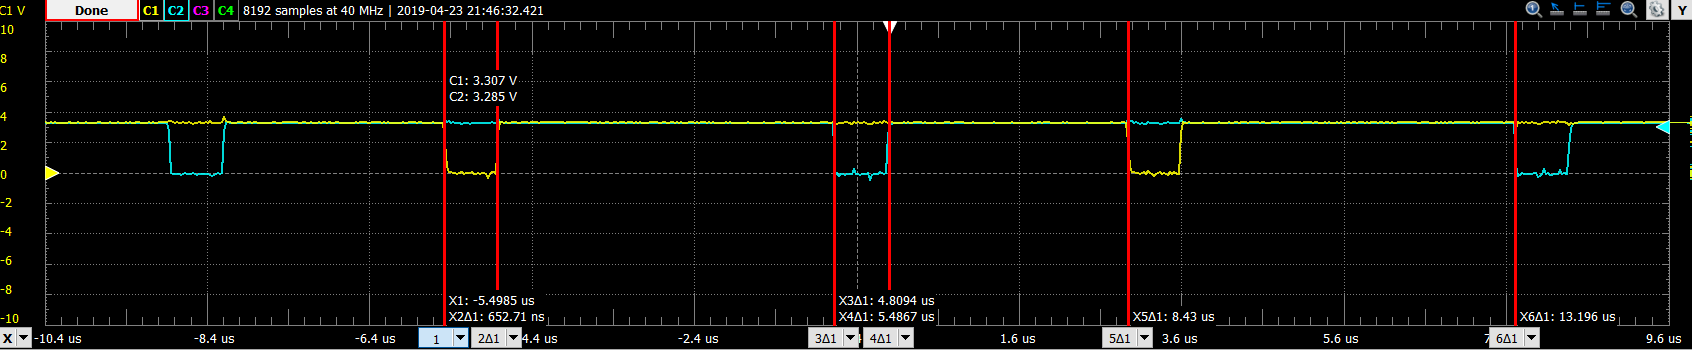 C1 V Done C1 C2 C3 C4 8192 samples at 40 MHz | 2019-04-23 21:46:32.421 Y
10
8
6
4
2
0
-2
-4
-6
-8
-10
C1: 3.307 V
C2: 3.285 V
X1: -5.4985 us
X2Δ1: 652.71 ns
X3Δ1: 4.8094 us
X4Δ1: 5.4867 us
X5Δ1: 8.43 us
X6Δ1: 13.196 us
X -10.4 us -8.4 us -6.4 us 1 2Δ1 4.4 us -2.4 us 3Δ1 4Δ1 1.6 us 5Δ1 3.6 us 5.6 us 7 6Δ1 9.6 us